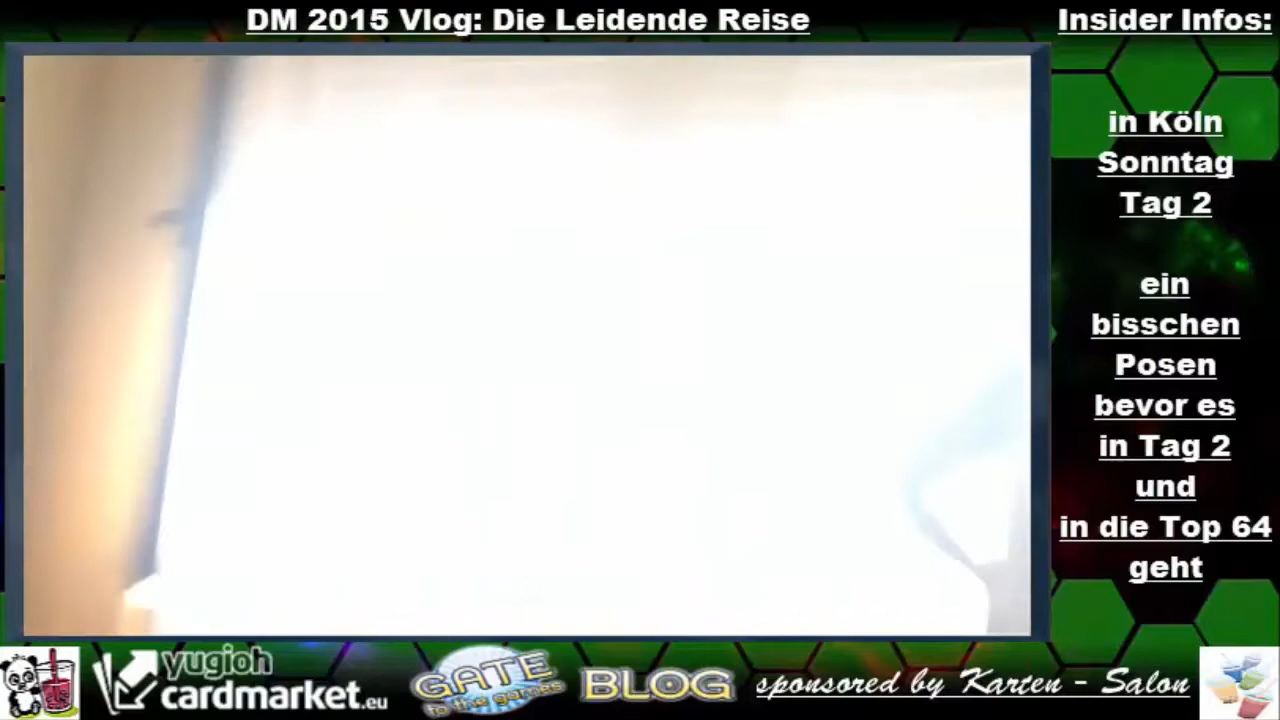 DM 2015 Vlog: Die Leidende Reise
Insider Infos:
in Köln
Sonntag
Tag 2
ein
bisschen
Posen
bevor es
in Tag 2
und
in die Top 64
geht
yugioh
cardmarket.eu
GATE
to the games
BLOG
sponsored by Karten - Salon